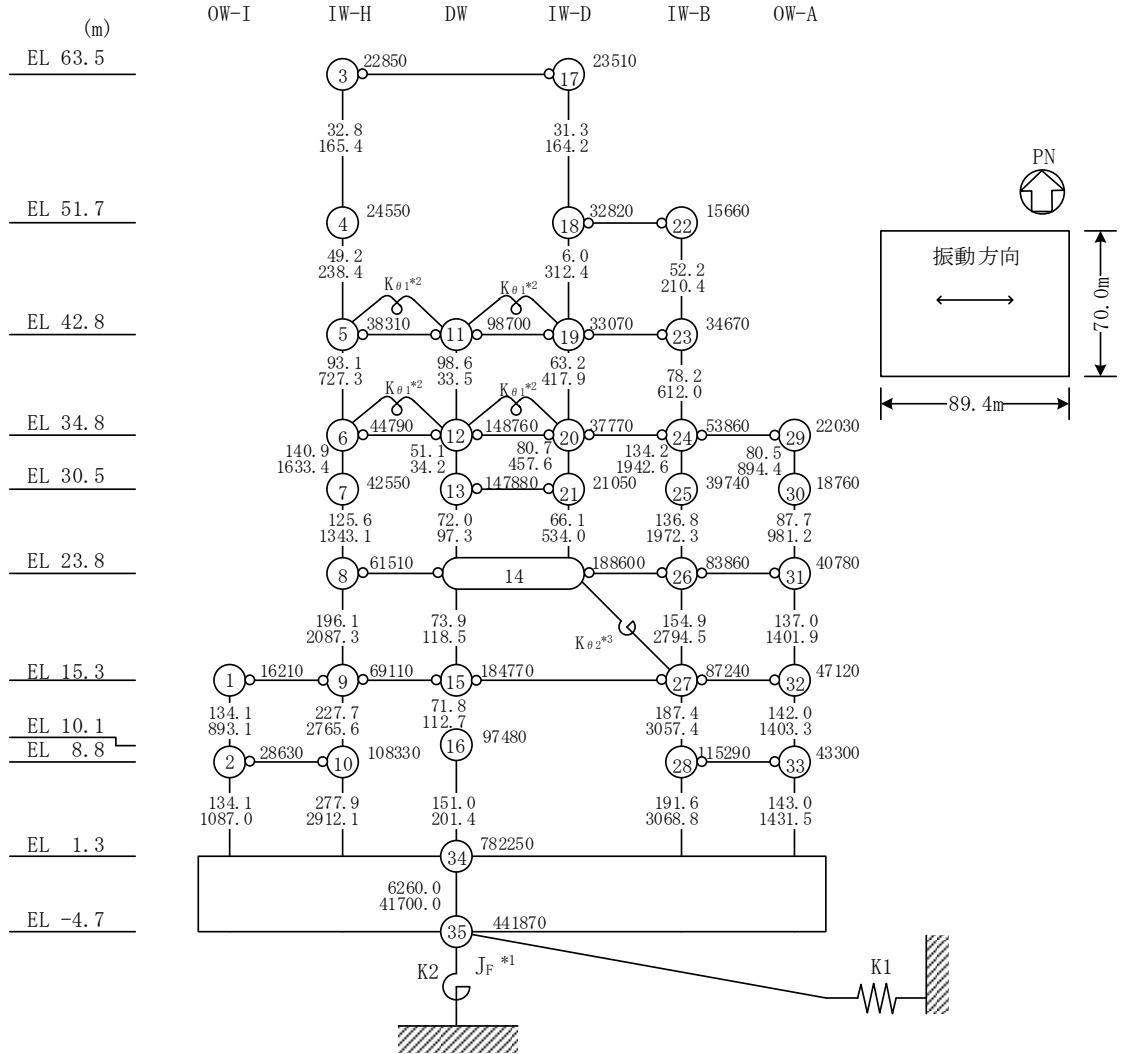 OW-I IW-H DW IW-D IW-B OW-A
(m)
EL 63.5
3 22850 17 23510
32.8 31.3
165.4 164.2
PN
EL 51.7
4 24550 18 32820 22 15660
49.2 6.0 52.2
238.4 312.4 210.4
振動方向
70.0m
89.4m
Kθ1*2 Kθ1*2
EL 42.8
5 38310 11 98700 19 33070 23 34670
93.1 98.6 63.2 78.2
727.3 33.5 417.9 612.0
Kθ1*2 Kθ1*2
EL 34.8
6 44790 12 148760 20 37770 24 53860 29 22030
140.9 51.1 80.7 134.2 80.5
1633.4 34.2 457.6 1942.6 894.4
EL 30.5
7 42550 13 147880 21 21050 25 39740 30 18760
125.6 72.0 66.1 136.8 87.7
1343.1 97.3 534.0 1972.3 981.2
EL 23.8
8 61510 14 188600 26 83860 31 40780
196.1 73.9 154.9 137.0
2087.3 118.5 2794.5 1401.9
Kθ2*3
EL 15.3
1 16210 9 69110 15 184770 27 87240 32 47120
134.1 227.7 71.8 187.4 142.0
893.1 2765.6 112.7 3057.4 1403.3
EL 10.1
16 97480
EL 8.8
2 28630 10 108330 28 115290 33 43300
134.1 277.9 151.0 191.6 143.0
1087.0 2912.1 201.4 3068.8 1431.5
EL 1.3
34 782250
6260.0
41700.0
EL -4.7
35 441870
K2 JF *1 K1